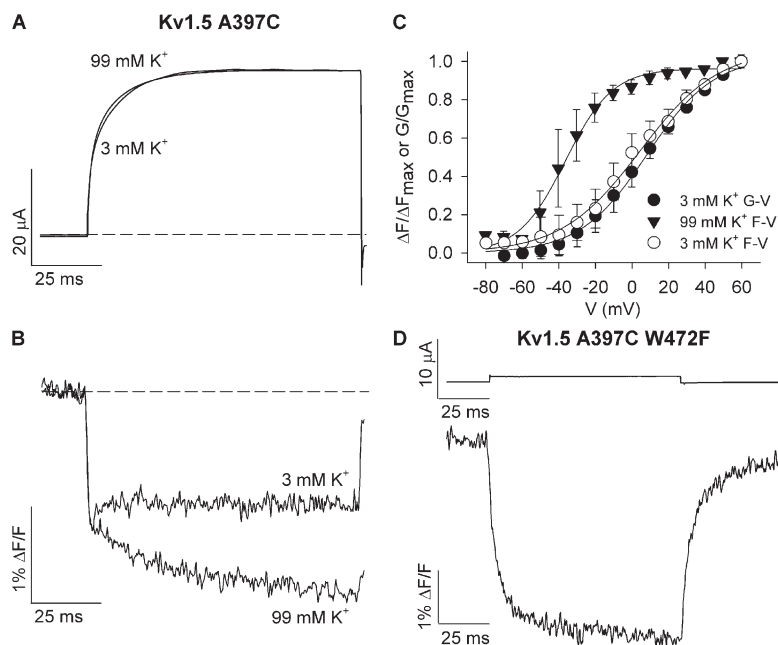 A
Kv1.5 A397C
99 mM K⁺
3 mM K⁺
20 µA
25 ms
B
3 mM K⁺
99 mM K⁺
1% ΔF/F
25 ms
C
ΔF/ΔFmax or G/Gmax
1.0
0.8
0.6
0.4
0.2
0.0
3 mM K⁺ G-V
99 mM K⁺ F-V
3 mM K⁺ F-V
-80 -60 -40 -20 0 20 40 60
V (mV)
D
Kv1.5 A397C W472F
10 µA
25 ms
1% ΔF/F
25 ms